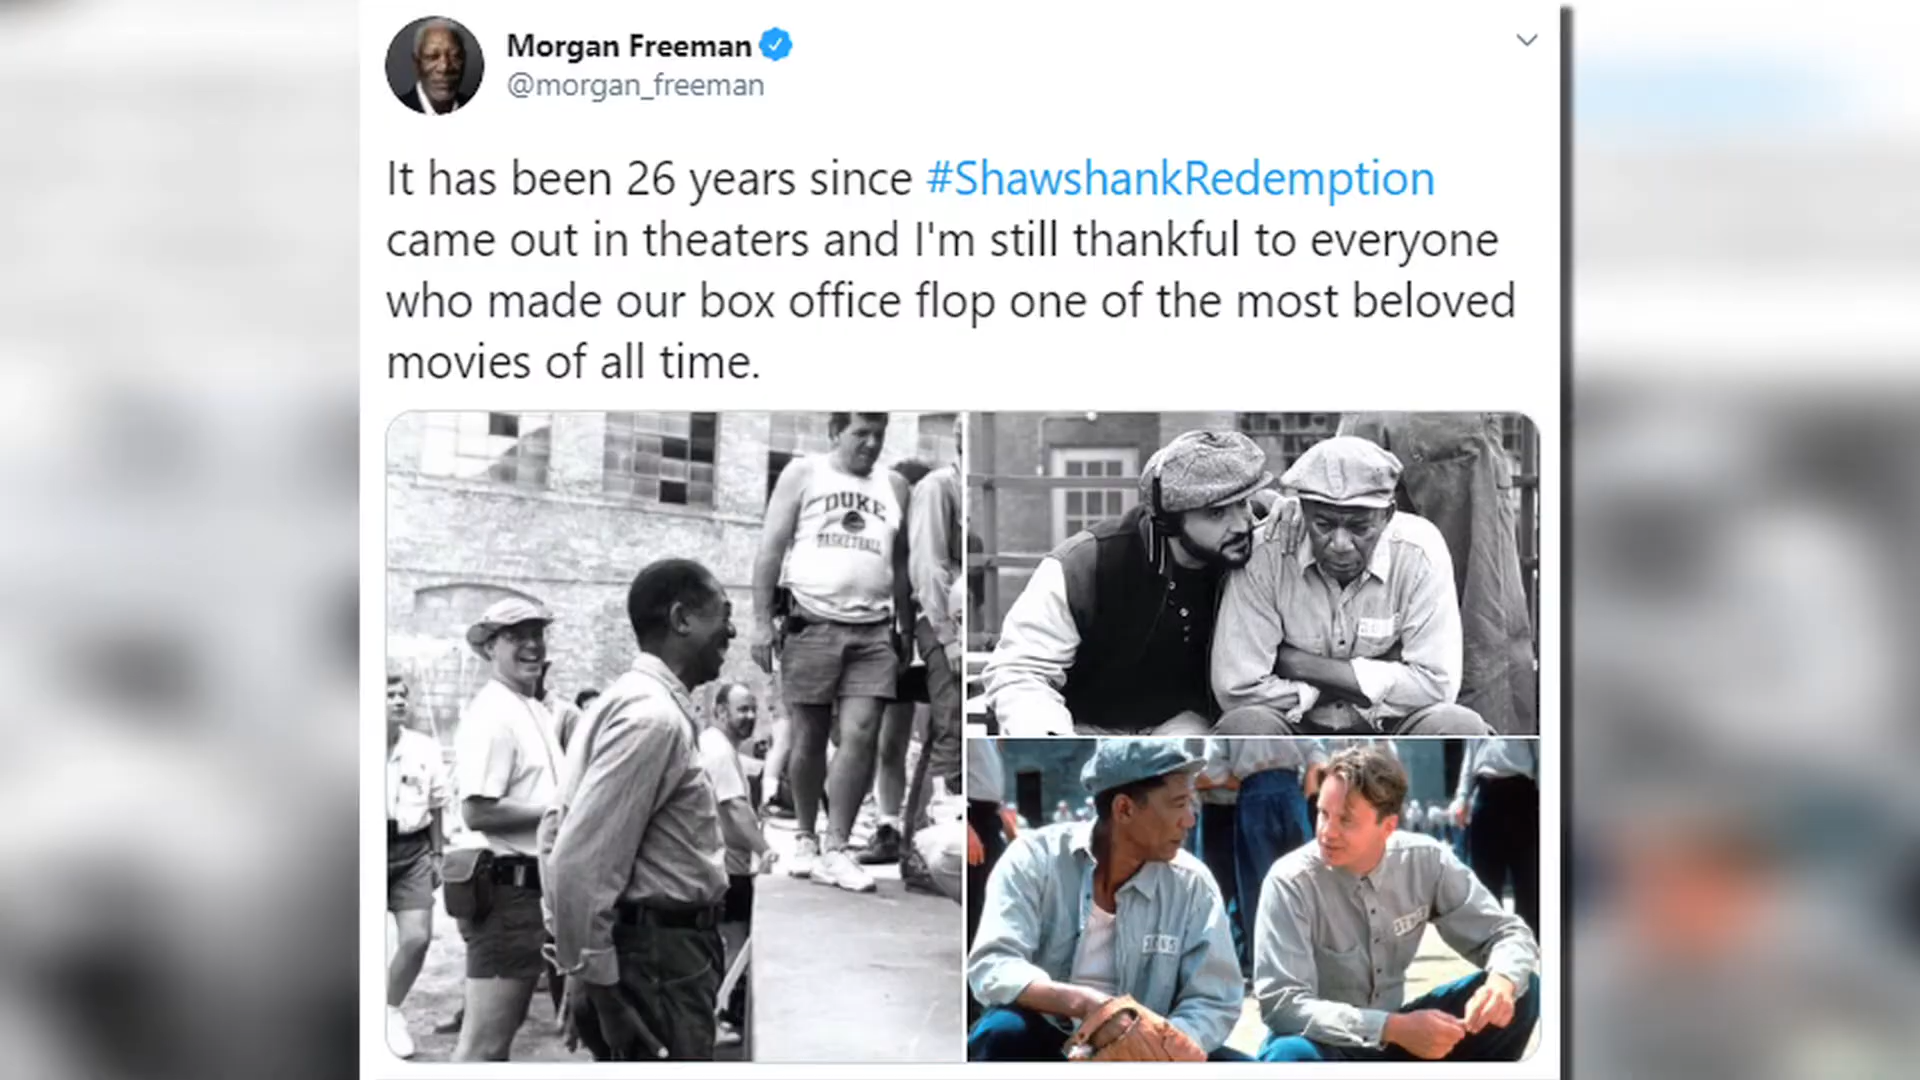 Morgan Freeman
@morgan_freeman
It has been 26 years since #ShawshankRedemption
came out in theaters and I'm still thankful to everyone
who made our box office flop one of the most beloved
movies of all time.
DUKE
BASKETBALL